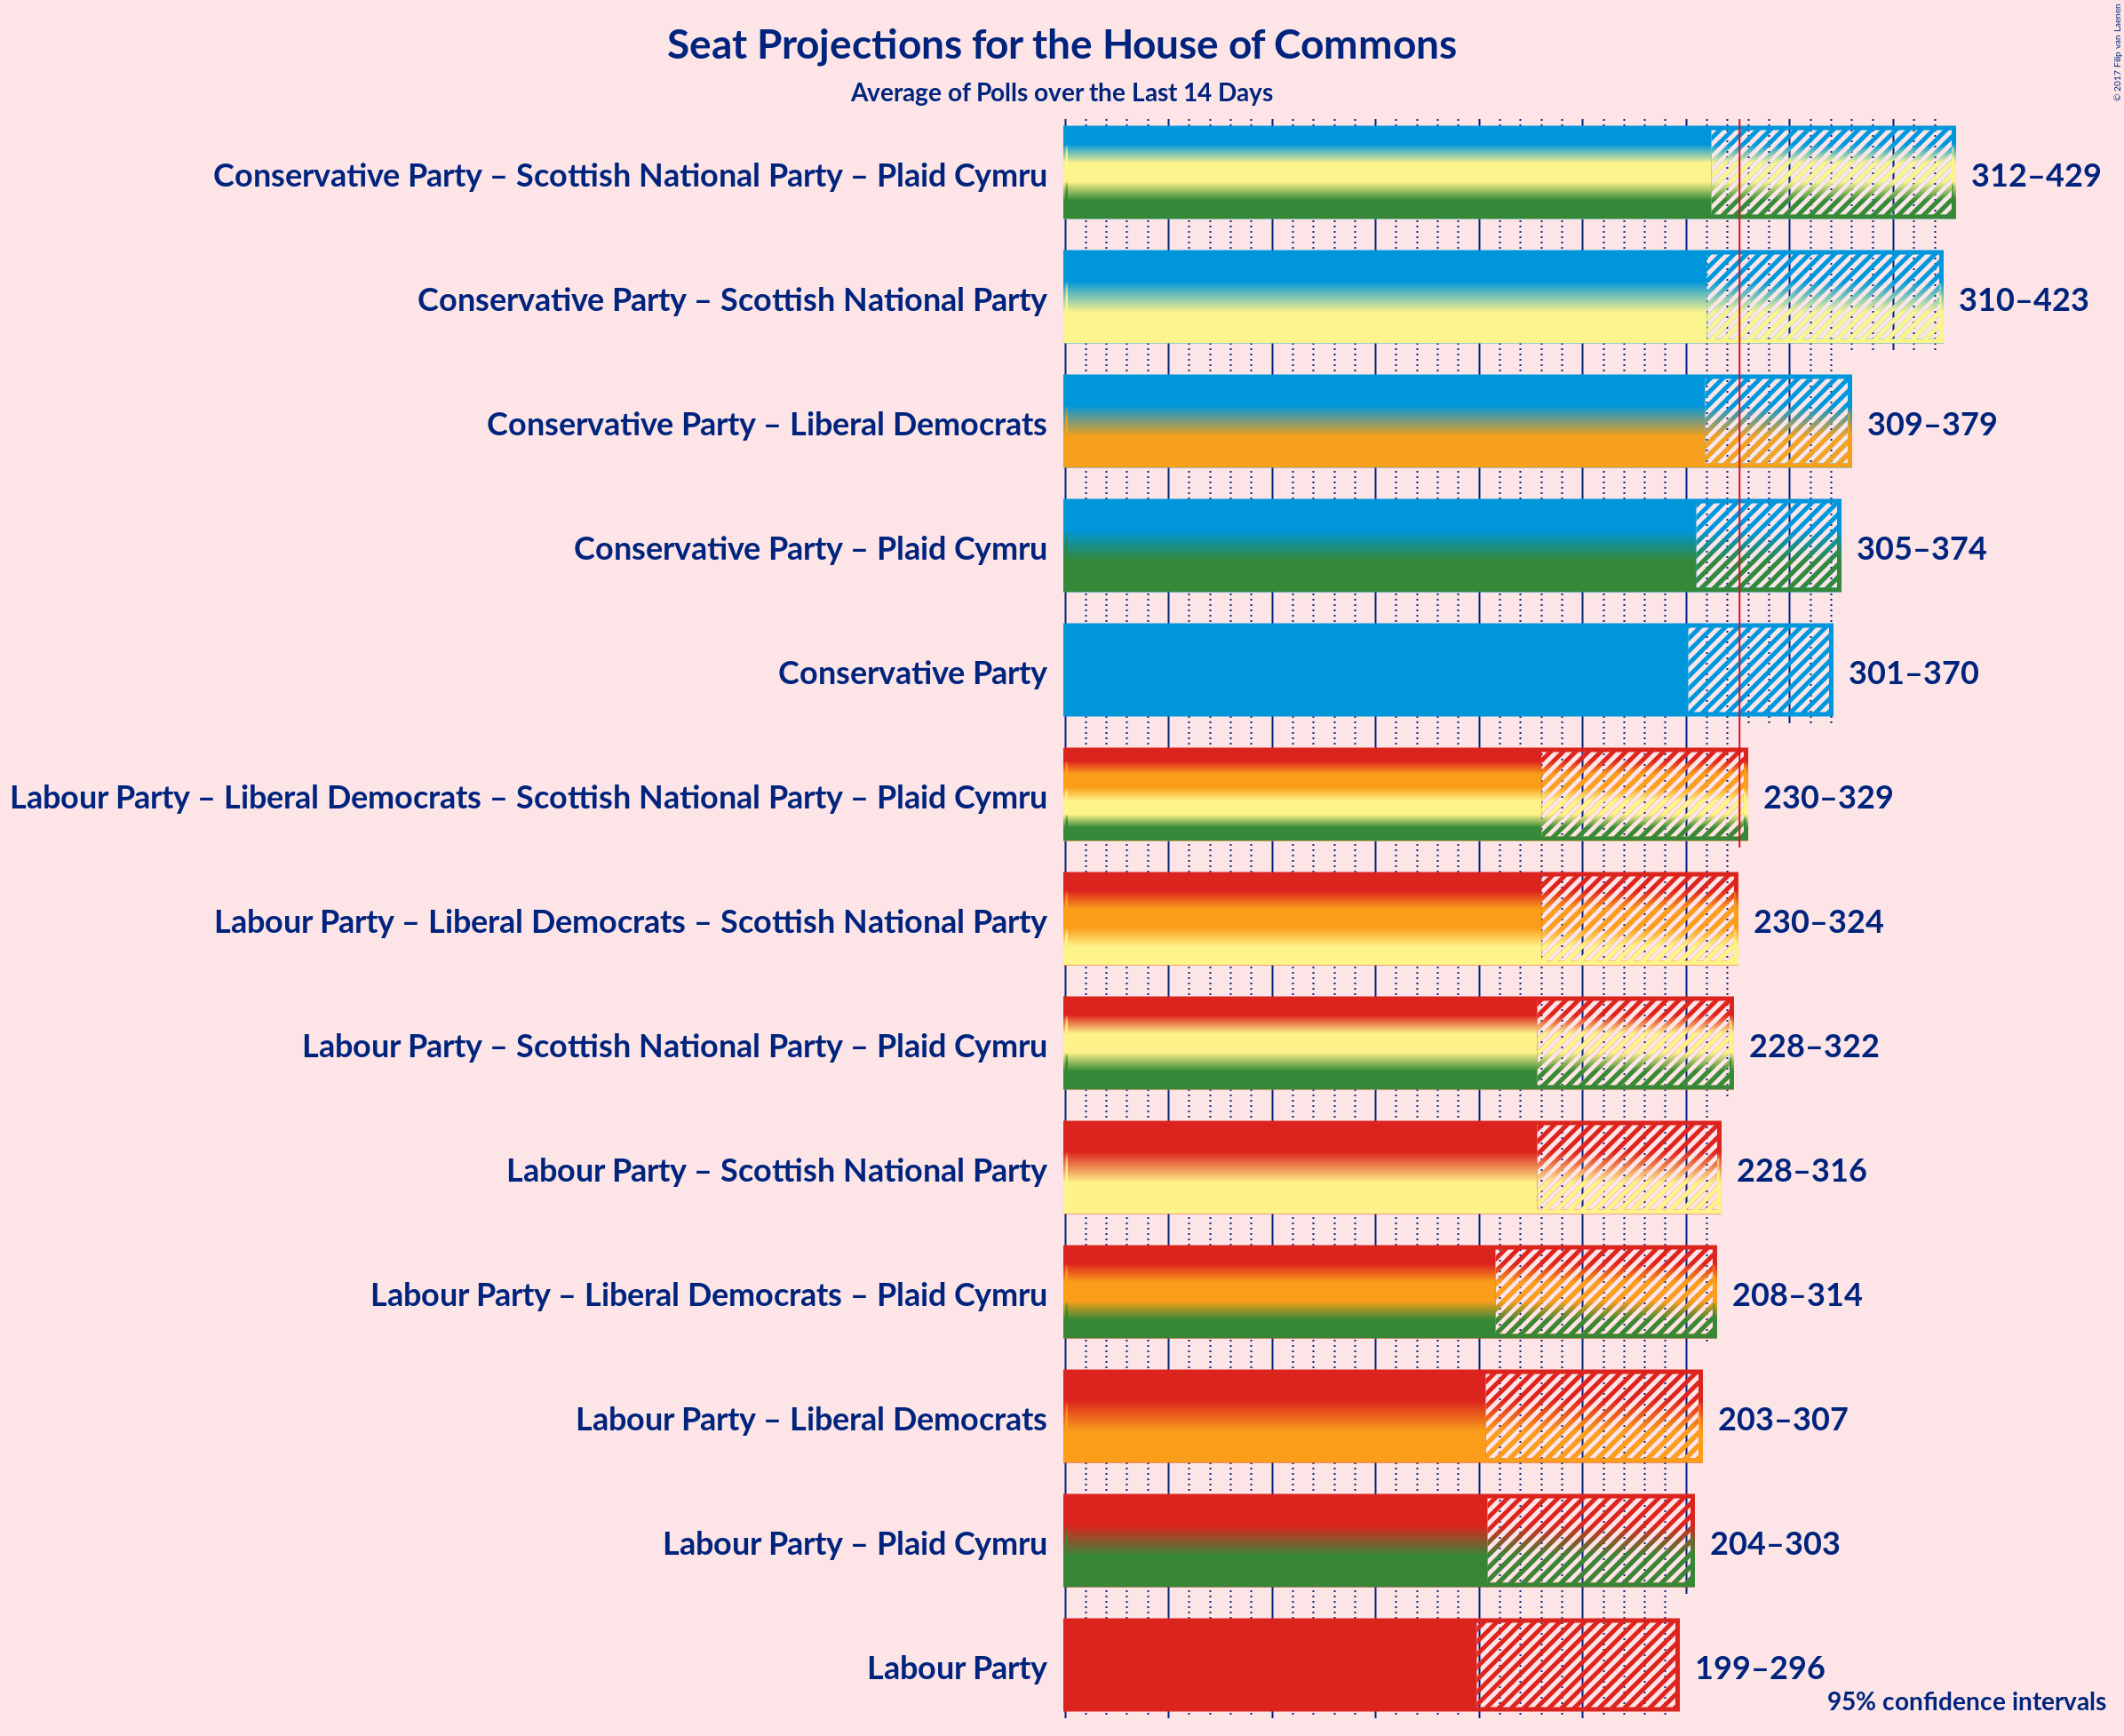 Seat Projections for the House of Commons
Average of Polls over the Last 14 Days
© 2017 Filip van Laenen
Conservative Party – Scottish National Party – Plaid Cymru 312–429
Conservative Party – Scottish National Party 310–423
Conservative Party – Liberal Democrats 309–379
Conservative Party – Plaid Cymru 305–374
Conservative Party 301–370
Labour Party – Liberal Democrats – Scottish National Party – Plaid Cymru 230–329
Labour Party – Liberal Democrats – Scottish National Party 230–324
Labour Party – Scottish National Party – Plaid Cymru 228–322
Labour Party – Scottish National Party 228–316
Labour Party – Liberal Democrats – Plaid Cymru 208–314
Labour Party – Liberal Democrats 203–307
Labour Party – Plaid Cymru 204–303
Labour Party 199–296
95% confidence intervals